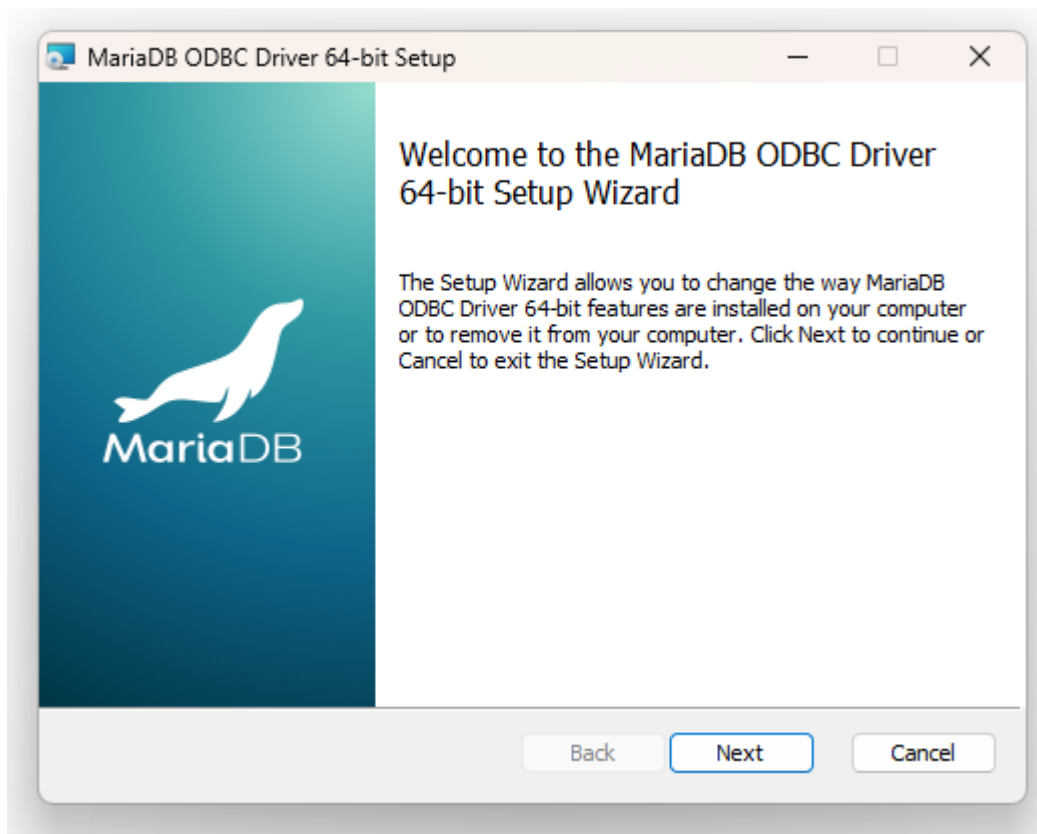 MariaDB ODBC Driver 64-bit Setup
Welcome to the MariaDB ODBC Driver
64-bit Setup Wizard
The Setup Wizard allows you to change the way MariaDB
ODBC Driver 64-bit features are installed on your computer
or to remove it from your computer. Click Next to continue or
Cancel to exit the Setup Wizard.
MariaDB
Back
Next
Cancel